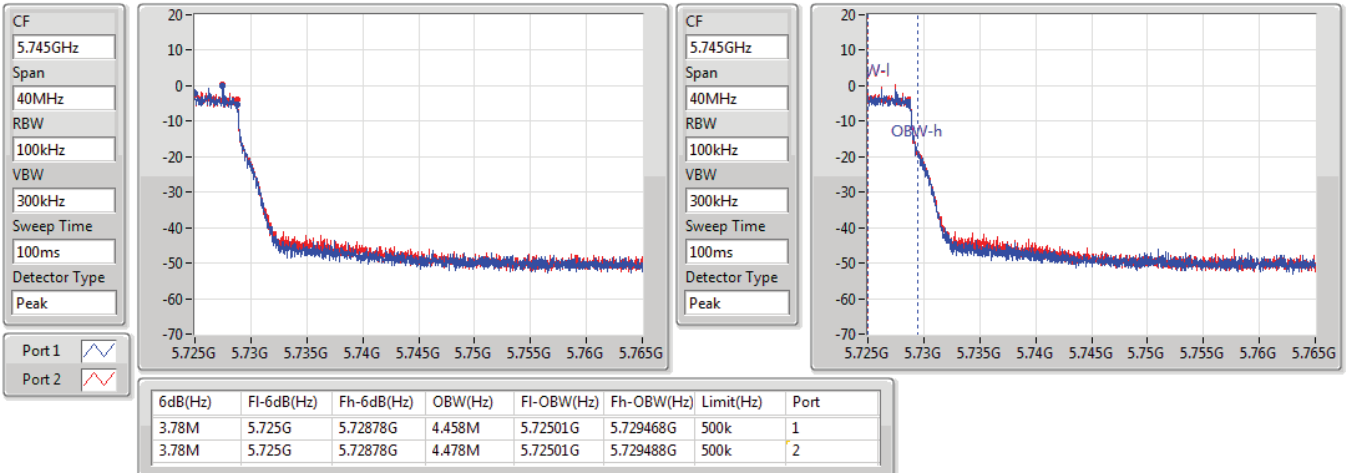 CF
5.745GHz
Span
40MHz
RBW
100kHz
VBW
300kHz
Sweep Time
100ms
Detector Type
Peak
Port 1
Port 2
20
10
0
-10
-20
-30
-40
-50
-60
-70
5.725G 5.73G 5.735G 5.74G 5.745G 5.75G 5.755G 5.76G 5.765G
CF
5.745GHz
Span
40MHz
RBW
100kHz
VBW
300kHz
Sweep Time
100ms
Detector Type
Peak
20
10
0
-10
-20
-30
-40
-50
-60
-70
W-l
OBW-h
5.725G 5.73G 5.735G 5.74G 5.745G 5.75G 5.755G 5.76G 5.765G
6dB(Hz) Fl-6dB(Hz) Fh-6dB(Hz) OBW(Hz) Fl-OBW(Hz) Fh-OBW(Hz) Limit(Hz) Port
3.78M 5.725G 5.72878G 4.458M 5.72501G 5.729468G 500k 1
3.78M 5.725G 5.72878G 4.478M 5.72501G 5.729488G 500k 2